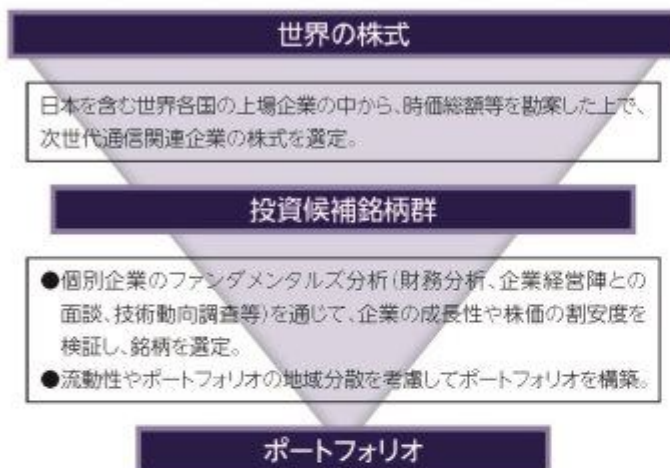 世界の株式
日本を含む世界各国の上場企業の中から、時価総額等を勘案した上で、
次世代通信関連企業の株式を選定。
投資候補銘柄群
●個別企業のファンダメンタルズ分析(財務分析、企業経営陣との
面談、技術動向調査等)を通じて、企業の成長性や株価の割安度を
検証し、銘柄を選定。
●流動性やポートフォリオの地域分散を考慮してポートフォリオを構築。
ポートフォリオ